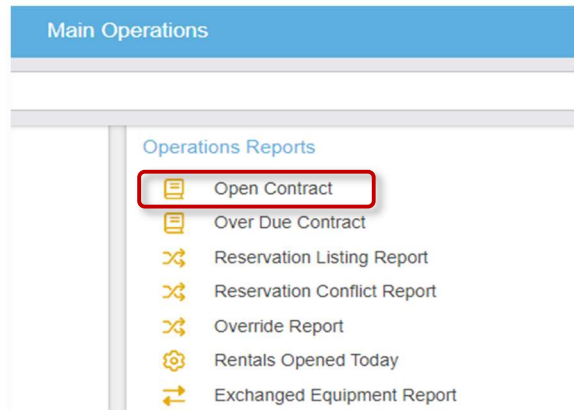 Main Operations
Operations Reports
Open Contract
Over Due Contract
Reservation Listing Report
Reservation Conflict Report
Override Report
Rentals Opened Today
Exchanged Equipment Report